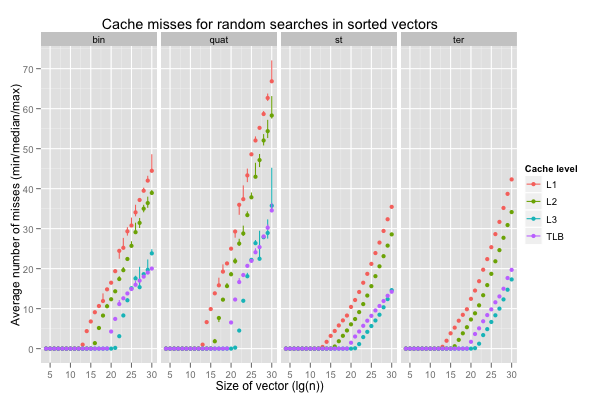 Cache misses for random searches in sorted vectors
bin quat st ter
Average number of misses (min/median/max)
70
60
50
40
30
20
10
0
5 10 15 20 25 30 5 10 15 20 25 30 5 10 15 20 25 30 5 10 15 20 25 30
Size of vector (lg(n))
Cache level
L1
L2
L3
TLB